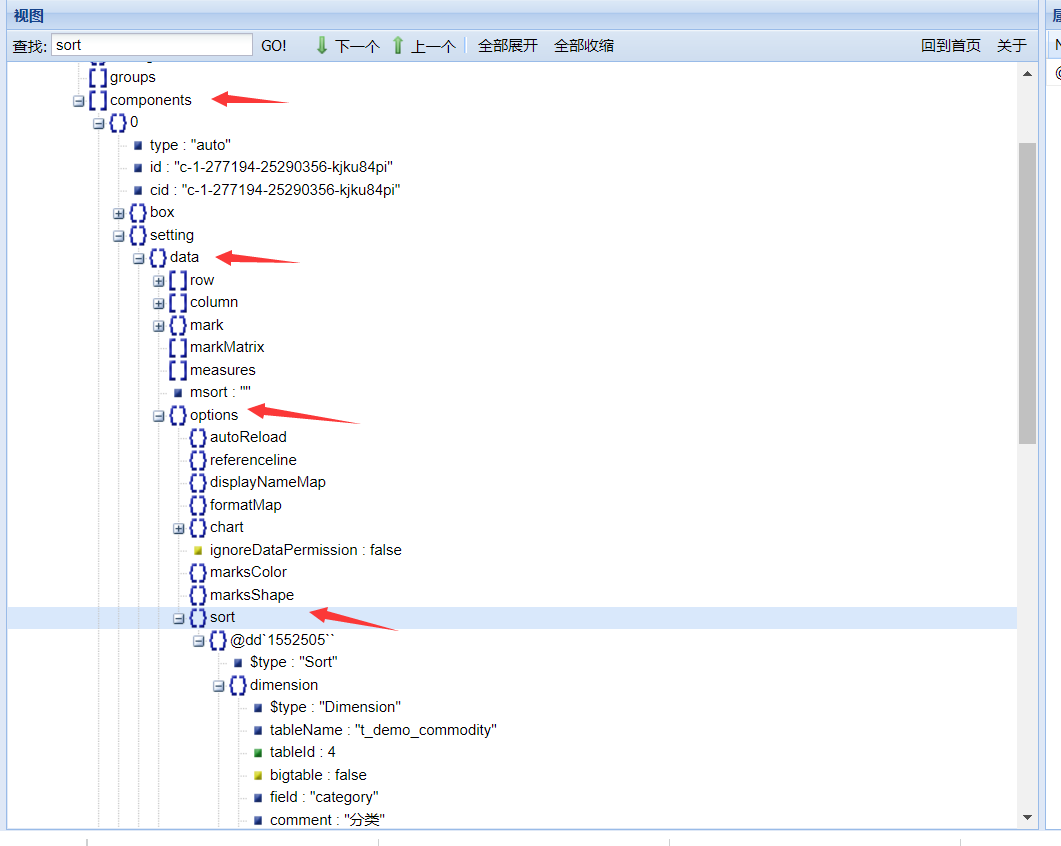 视图
查找: sort GO! 下一个 上一个 全部展开 全部收缩 回到首页 关于
groups
components
0
type : "auto"
id : "c-1-277194-25290356-kjku84pi"
cid : "c-1-277194-25290356-kjku84pi"
box
setting
data
row
column
mark
markMatrix
measures
msort : ""
options
autoReload
referenceline
displayNameMap
formatMap
chart
ignoreDataPermission : false
marksColor
marksShape
sort
@dd`1552505``
$type : "Sort"
dimension
$type : "Dimension"
tableName : "t_demo_commodity"
tableId : 4
bigtable : false
field : "category"
comment : "分类"